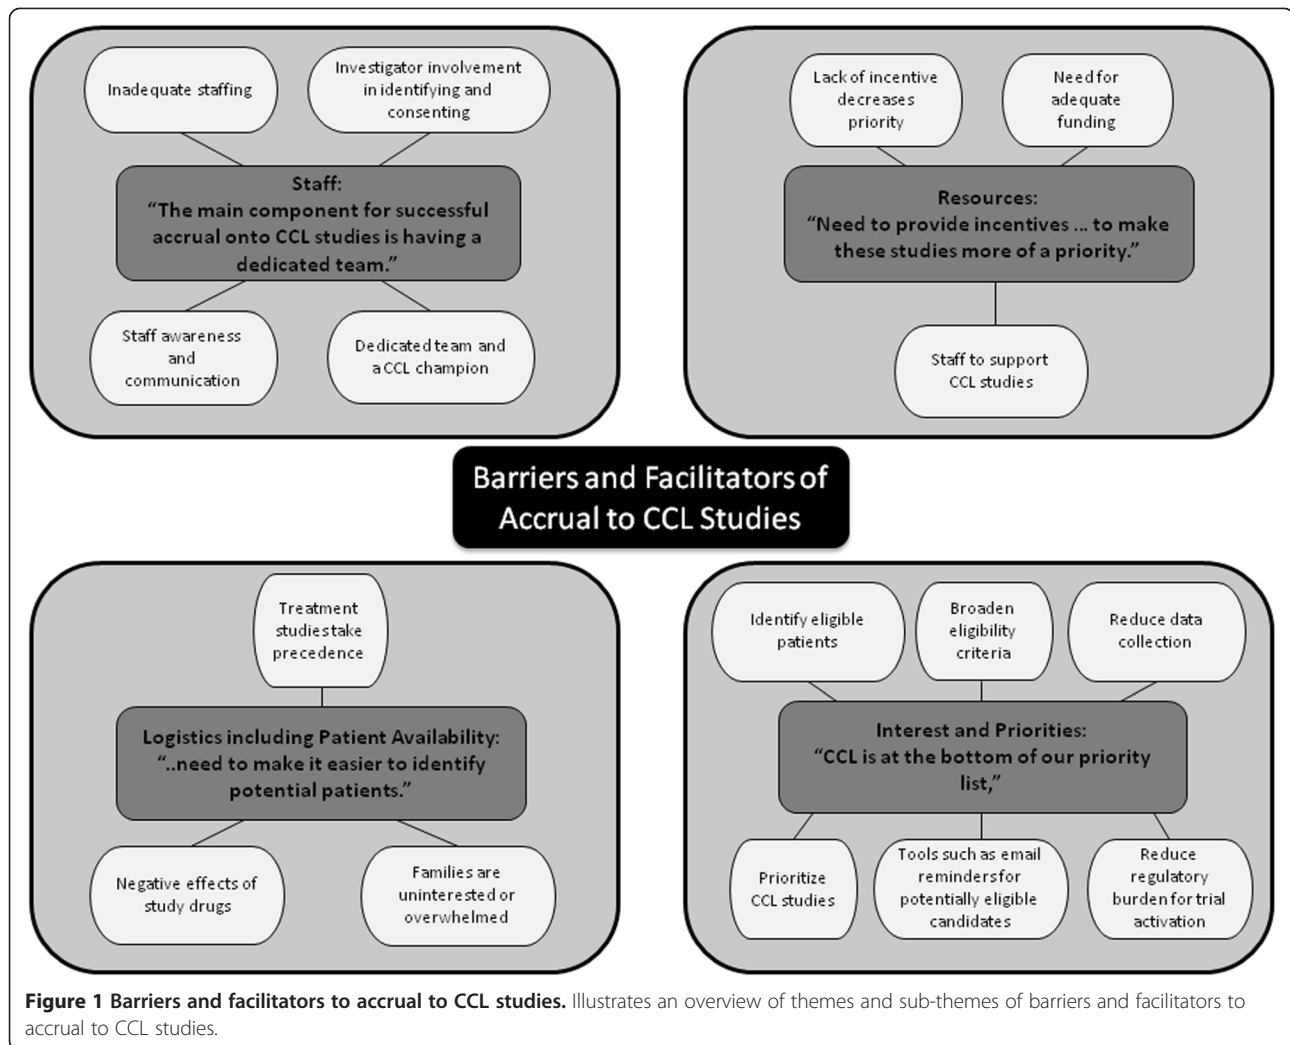 Inadequate staffing
Investigator involvement
in identifying and
consenting
Staff:
“The main component for successful
accrual onto CCL studies is having a
dedicated team.”
Staff awareness
and
communication
Dedicated team and
a CCL champion
Lack of incentive
decreases
priority
Need for
adequate
funding
Resources:
“Need to provide incentives ... to make
these studies more of a priority.”
Staff to support
CCL studies
Barriers and Facilitators of
Accrual to CCL Studies
Treatment
studies take
precedence
Logistics including Patient Availability:
“..need to make it easier to identify
potential patients.”
Negative effects of
study drugs
Families are
uninterested or
overwhelmed
Identify eligible
patients
Broaden
eligibility
criteria
Reduce data
collection
Interest and Priorities:
“CCL is at the bottom of our priority
list,”
Prioritize
CCL studies
Tools such as email
reminders for
potentially eligible
candidates
Reduce
regulatory
burden for trial
activation
Figure 1 Barriers and facilitators to accrual to CCL studies. Illustrates an overview of themes and sub-themes of barriers and facilitators to
accrual to CCL studies.